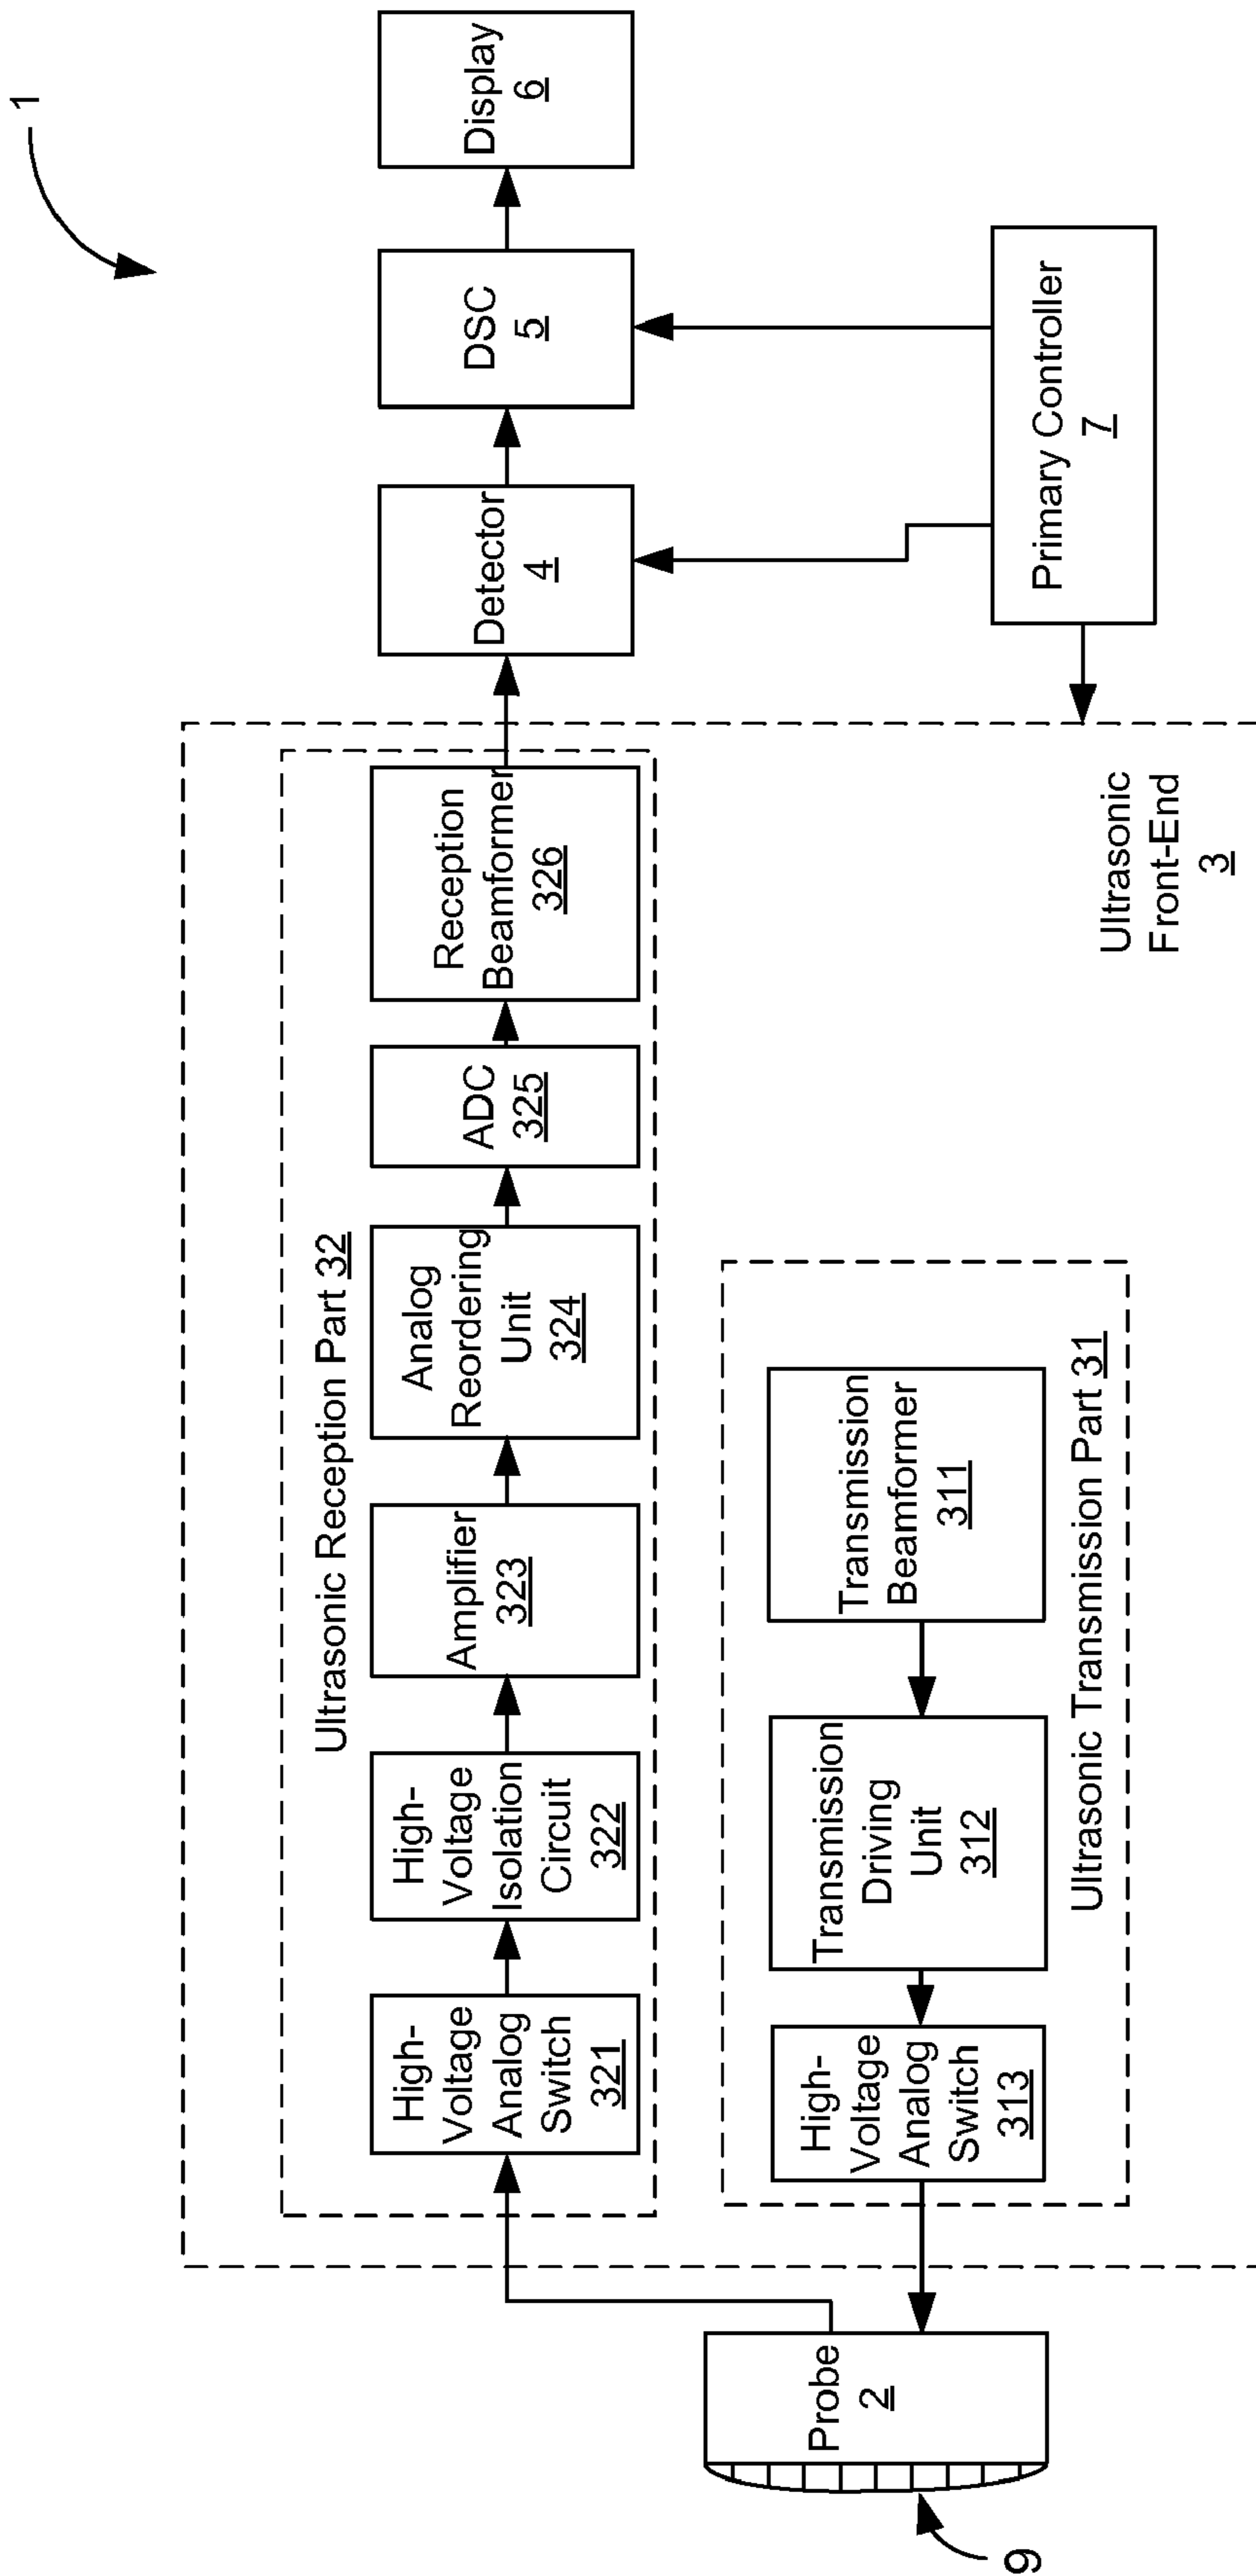 1
Ultrasonic Reception Part 32
High-
Voltage
Analog
Switch
321
High-
Voltage
Isolation
Circuit
322
Amplifier
323
Analog
Reordering
Unit
324
ADC
325
Reception
Beamformer
326
Detector
4
DSC
5
Display
6
Probe
2
9
High-
Voltage
Analog
Switch
313
Transmission
Driving
Unit
312
Transmission
Beamformer
311
Ultrasonic Transmission Part 31
Ultrasonic
Front-End
3
Primary Controller
7